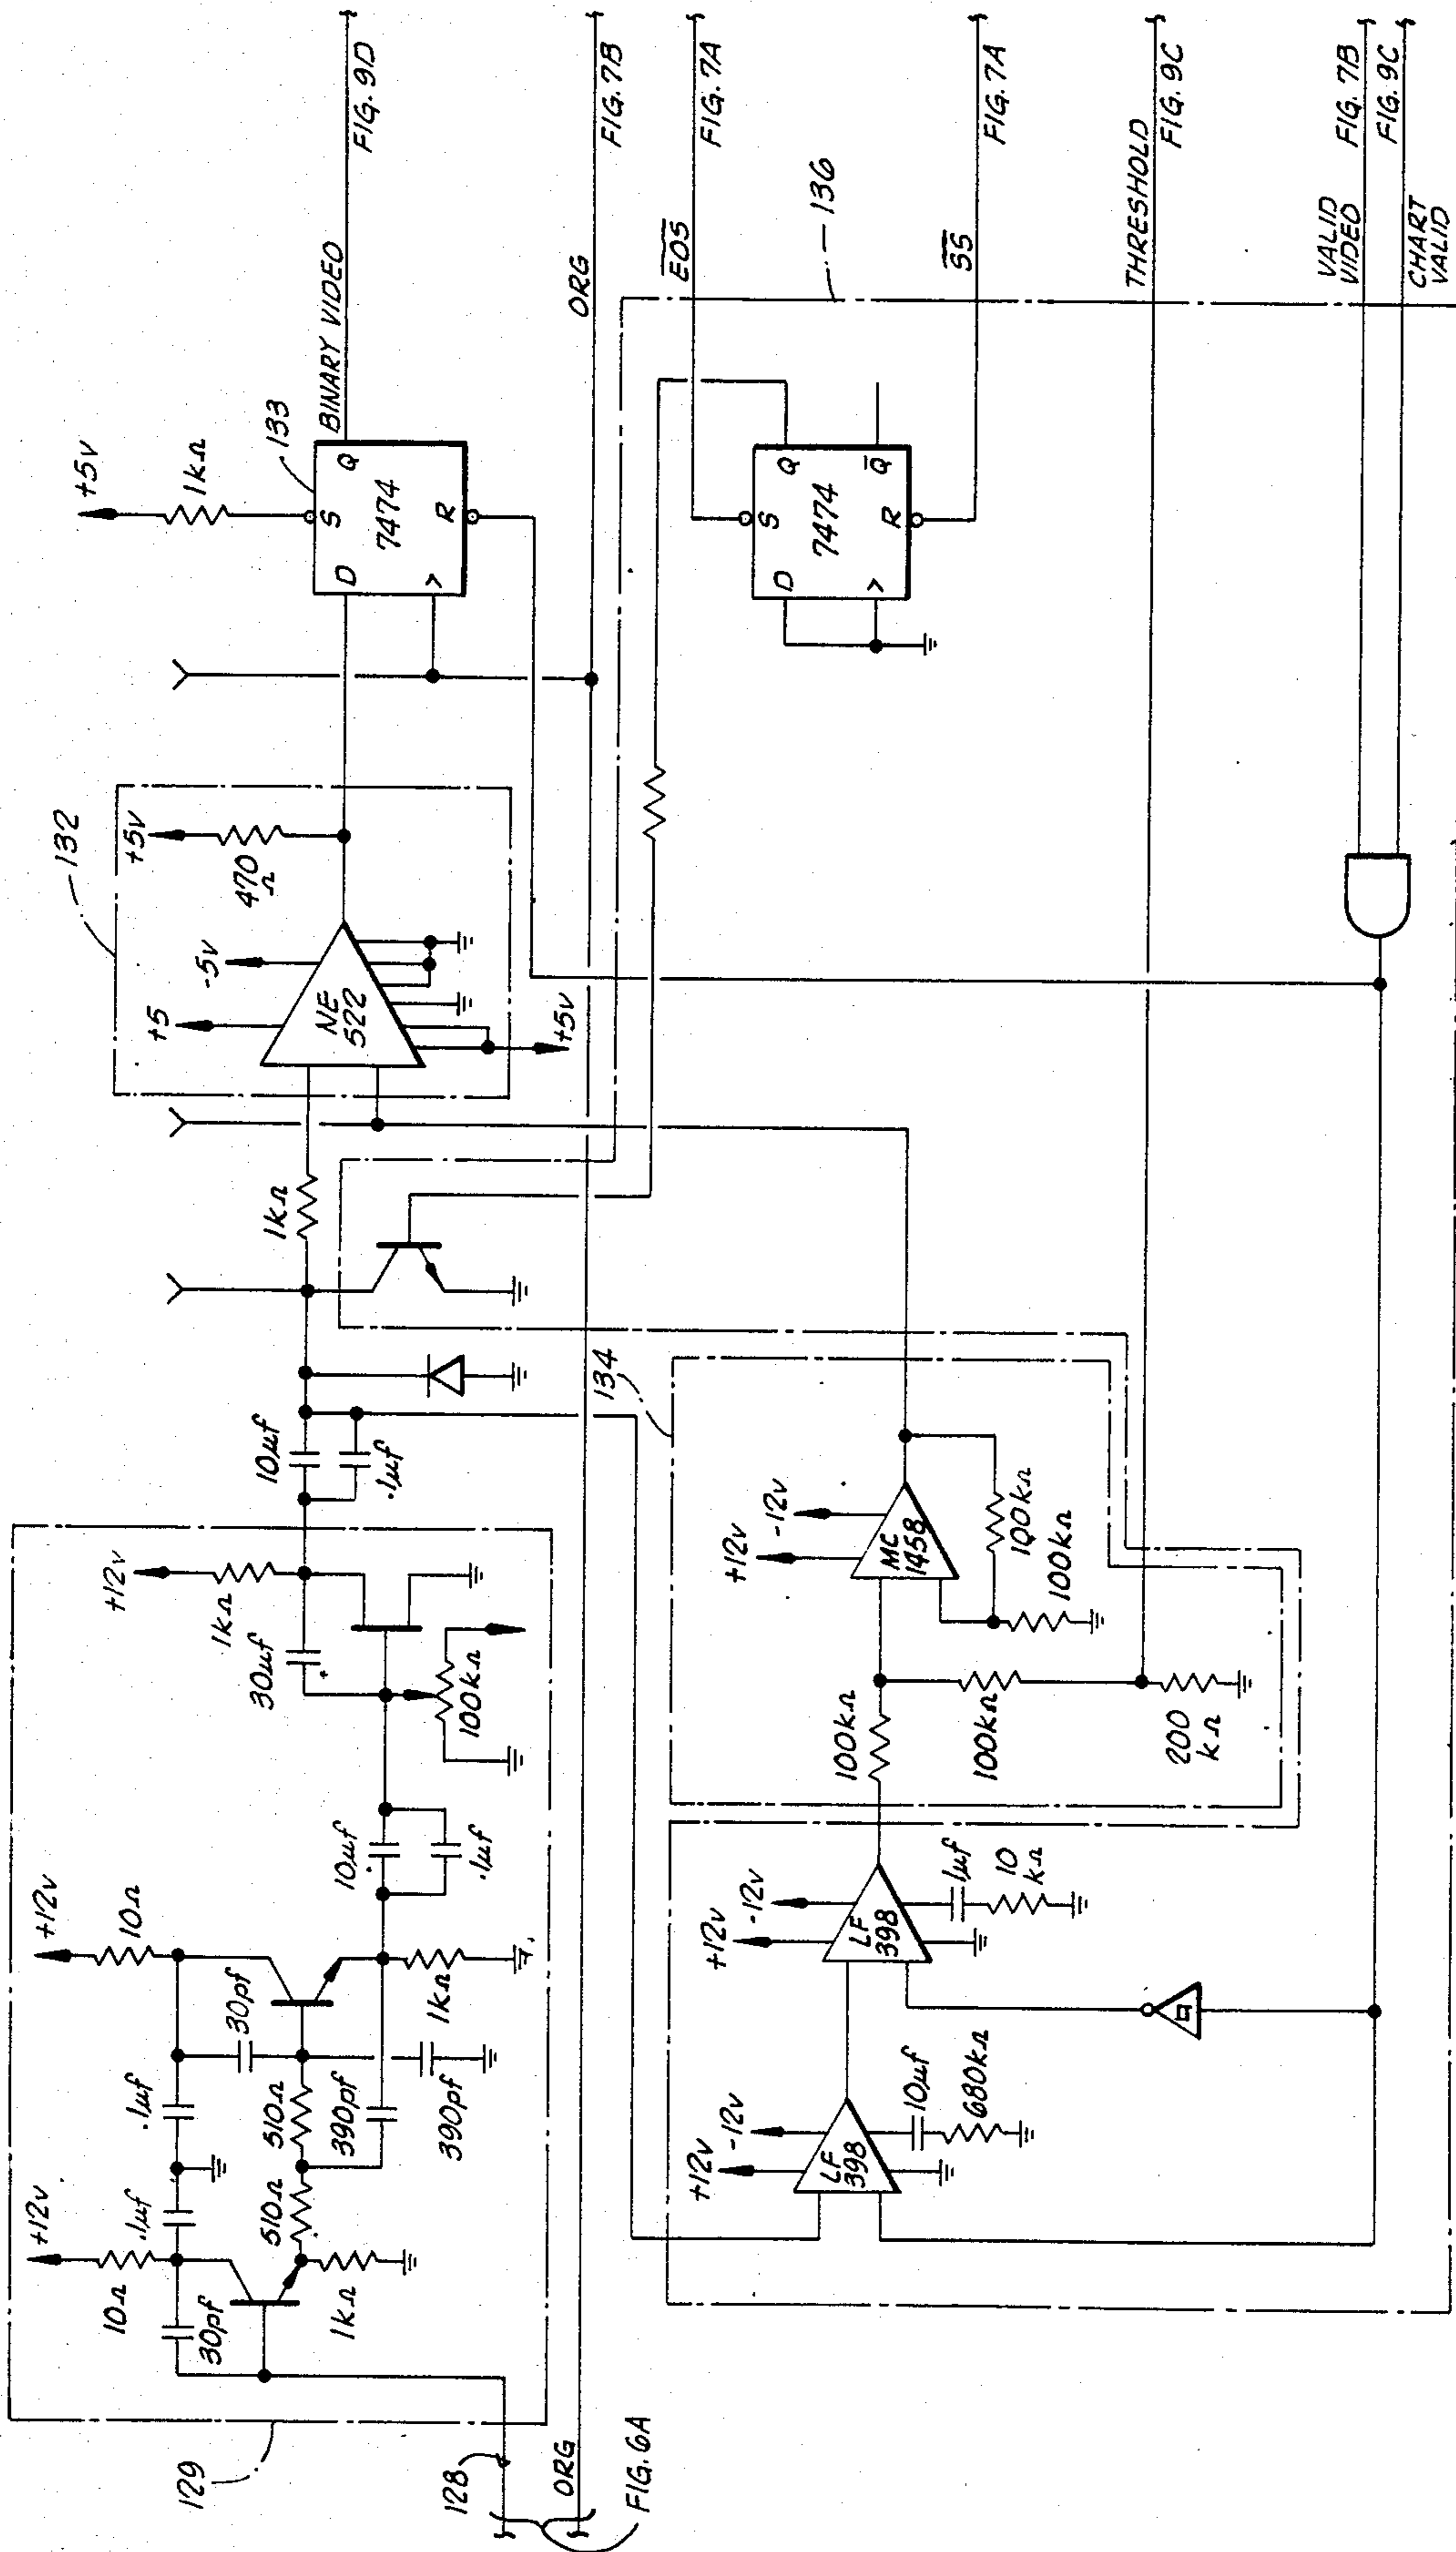 129
+12v
10Ω
30pf
.1µf
.1µf
+12v
10Ω
30pf
510Ω
510Ω
1kΩ
390pf
390pf
1kΩ
10µf
.1µf
+12v
1kΩ
30µf
+
100kΩ
10µf
.1µf
1kΩ
132
+5
-5v
+5v
470
Ω
NE
522
+5v
+5v
1kΩ
133
D
S
Q
7474
R
BINARY VIDEO
FIG. 9D
128
ORG
FIG. 6A
ORG
FIG. 7B
134
+12v
-12v
LF
398
10µf
680kΩ
+12v
-12v
LF
398
1µf
10
kΩ
100kΩ
+12v
-12v
MC
1458
100kΩ
100kΩ
100kΩ
200
kΩ
D
S
Q
7474
Q̅
R
E̅O̅S̅
FIG. 7A
136
S̅S̅
FIG. 7A
THRESHOLD
FIG. 9C
VALID
VIDEO
FIG. 7B
FIG. 9C
CHART
VALID